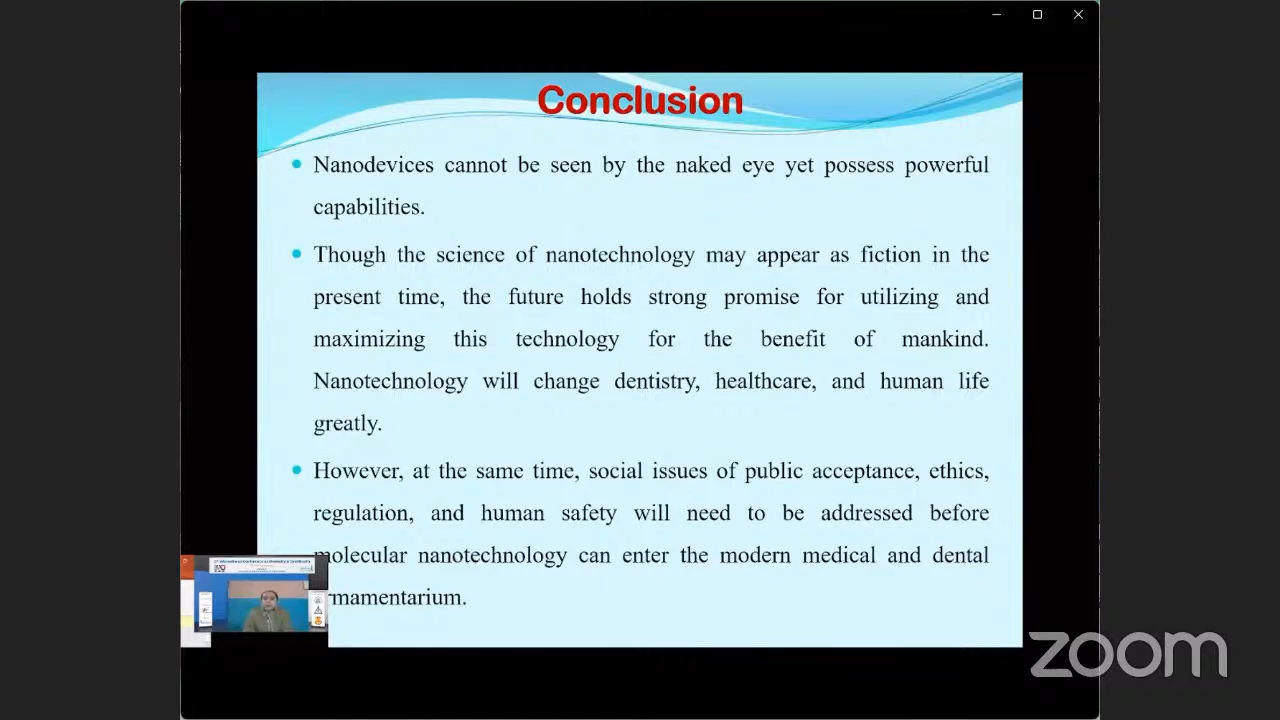 Conclusion
Nanodevices cannot be seen by the naked eye yet possess powerful
capabilities.
Though the science of nanotechnology may appear as fiction in the
present time, the future holds strong promise for utilizing and
maximizing this technology for the benefit of mankind.
Nanotechnology will change dentistry, healthcare, and human life
greatly.
However, at the same time, social issues of public acceptance, ethics,
regulation, and human safety will need to be addressed before
molecular nanotechnology can enter the modern medical and dental
rmamentarium.
zoom